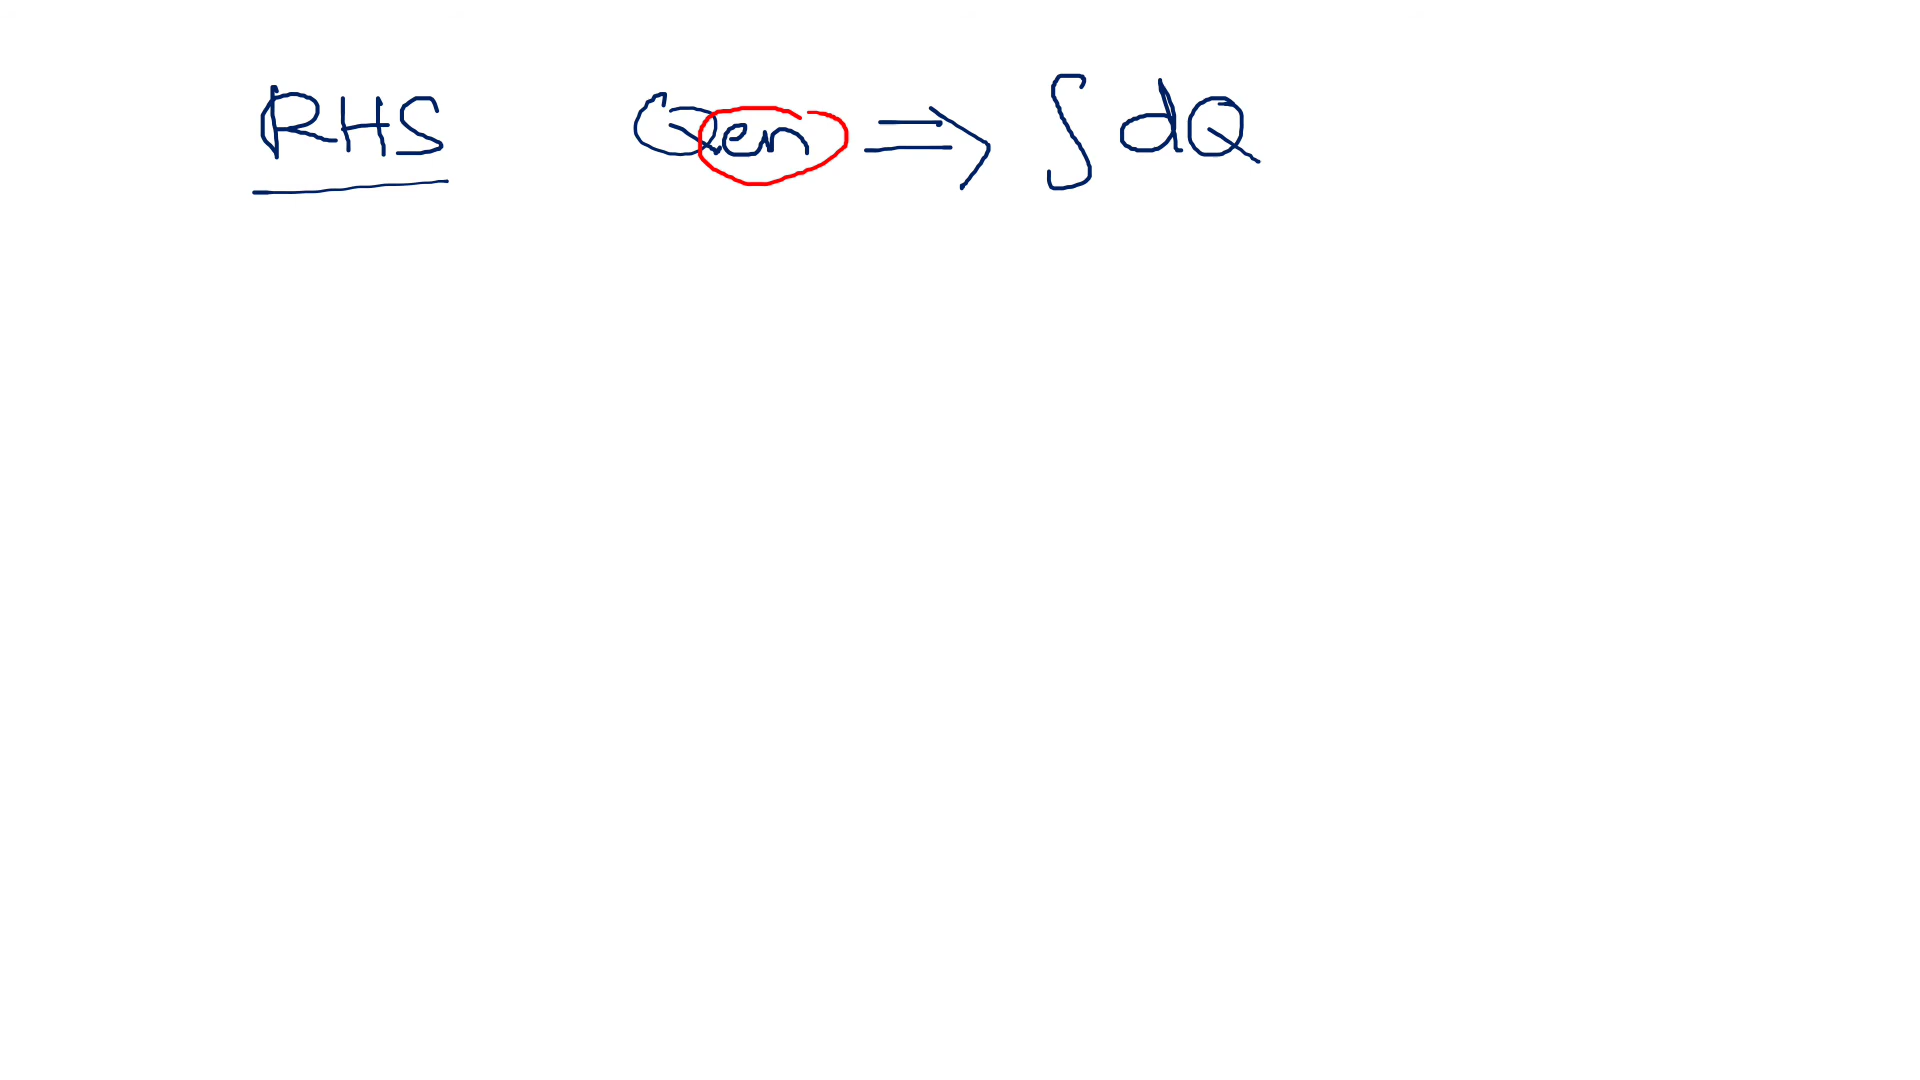 RHS Qen ⇒ ∫ dQ